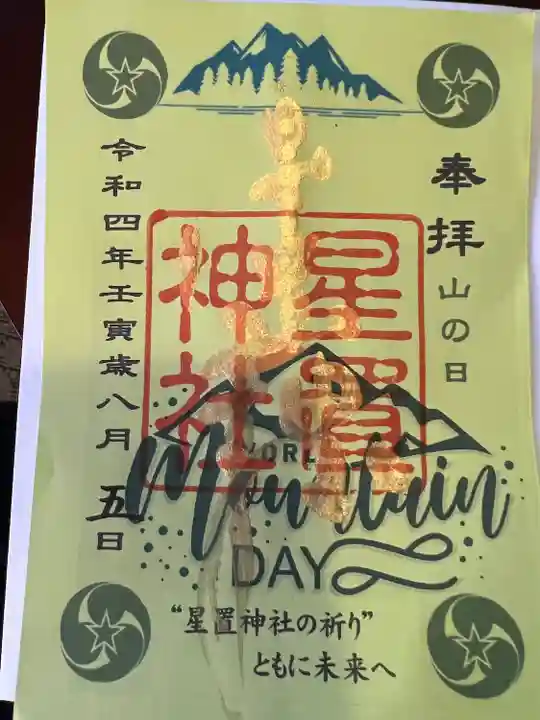 奉拝
山の日
星置
神社
令和四年壬寅歳八月 五日
WORLD
Mountain
DAY
“星置神社の祈り”
ともに未来へ